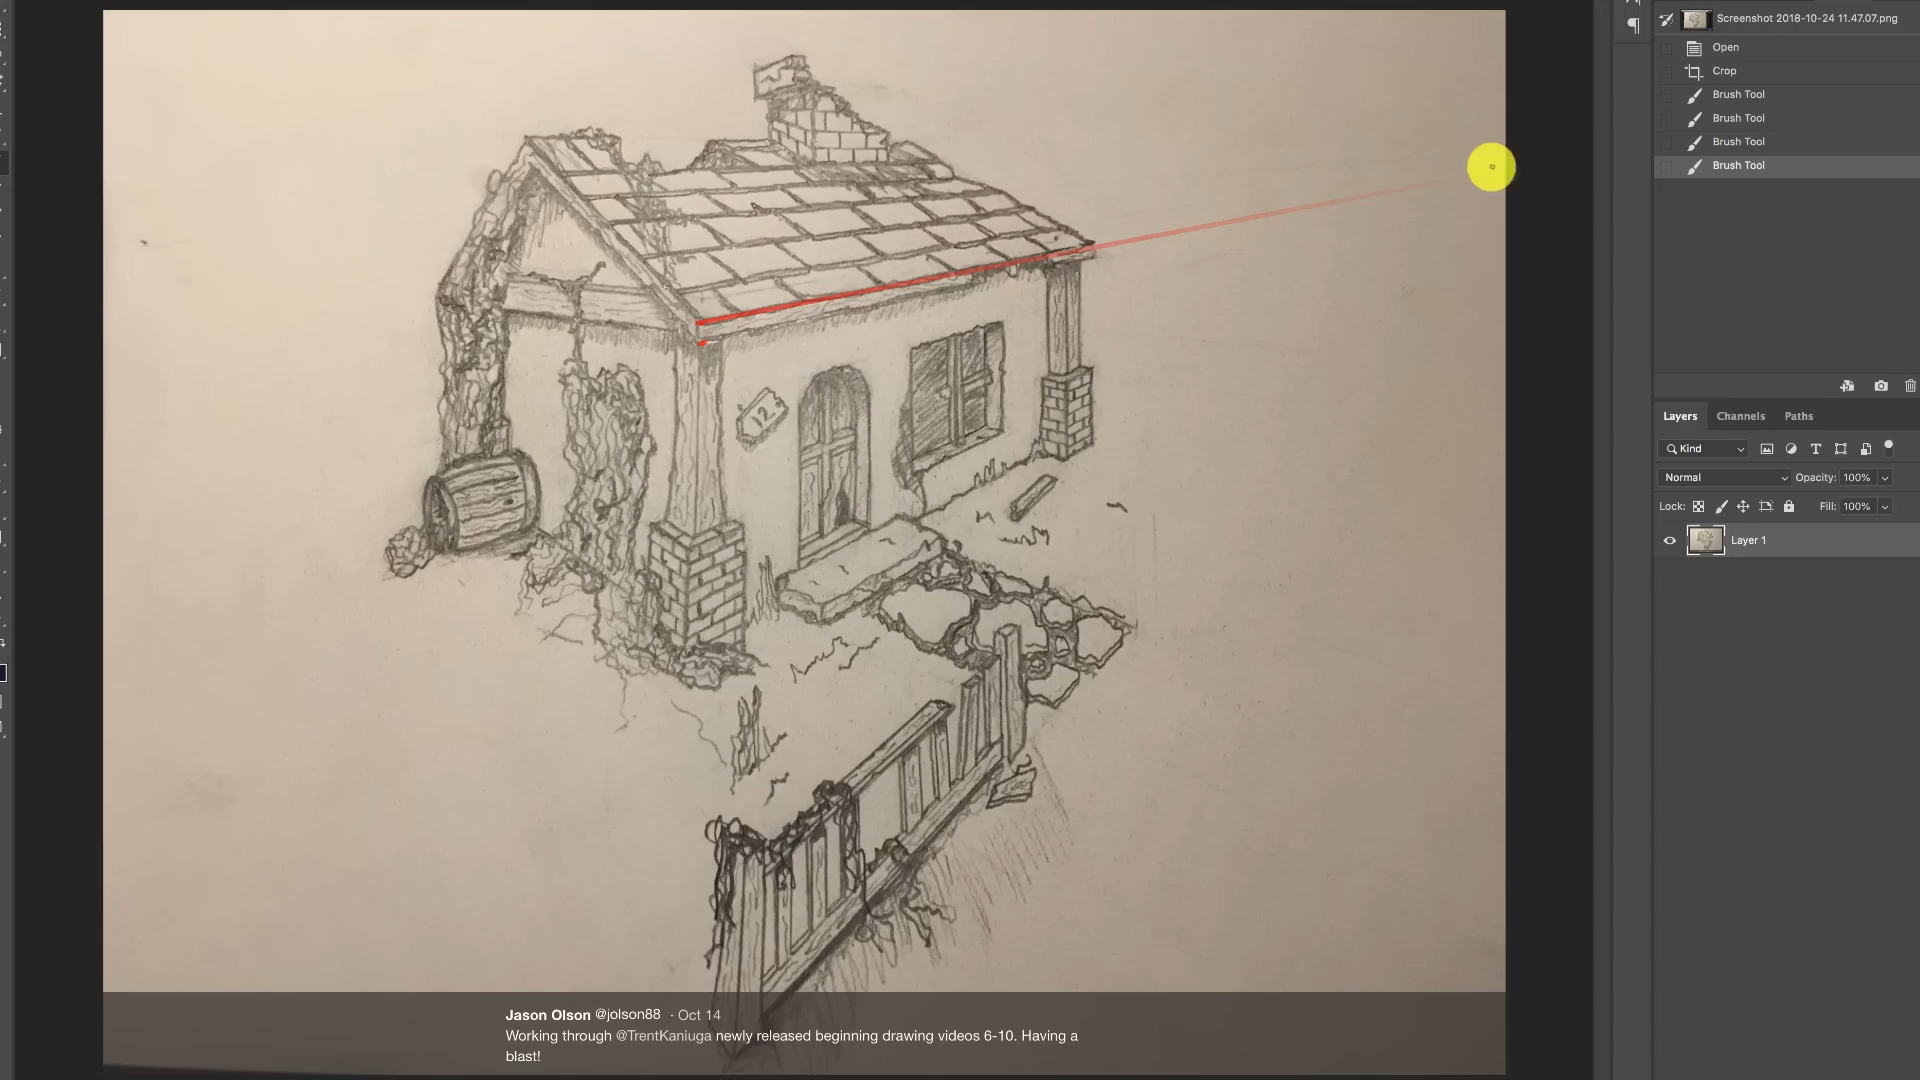 Screenshot 2018-10-24 11.47.07.png
Open
Crop
Brush Tool
Brush Tool
Brush Tool
Brush Tool
12
Layers Channels Paths
Kind
Normal Opacity: 100%
Lock: Fill: 100%
Layer 1
Jason Olson @jolson88 · Oct 14
Working through @TrentKaniuga newly released beginning drawing videos 6-10. Having a
blast!